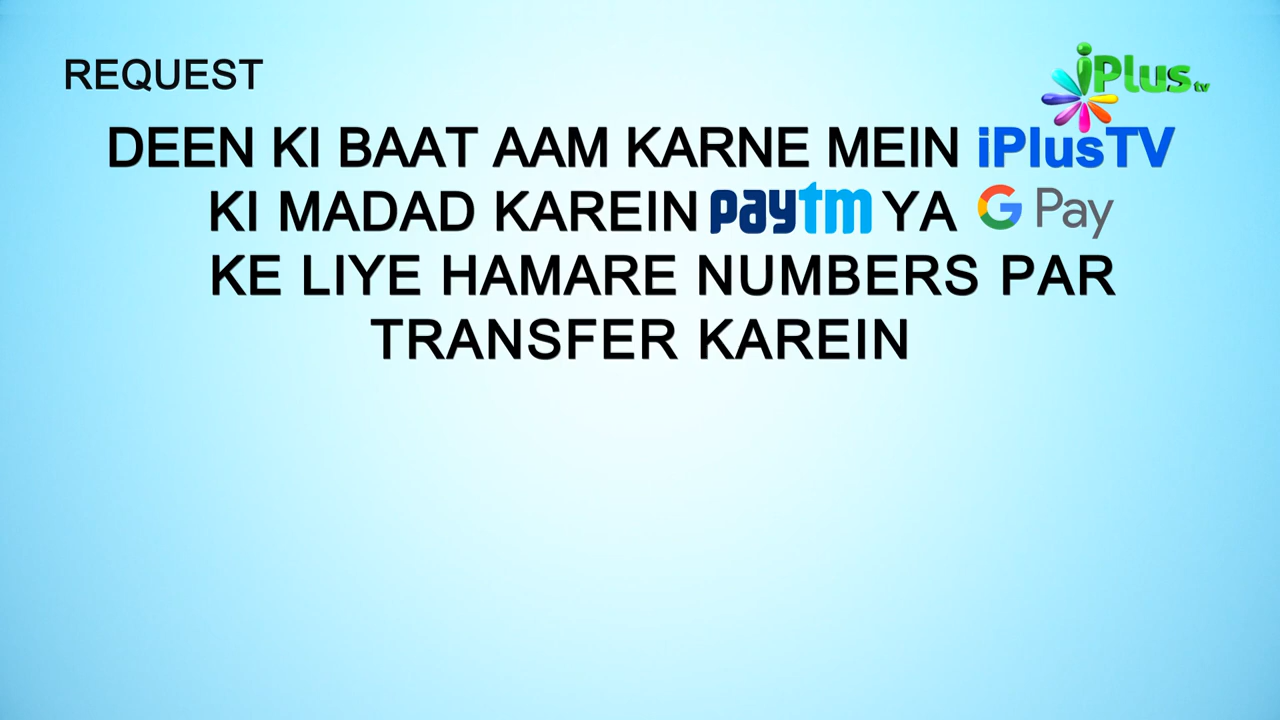 REQUEST
iPlus tv
DEEN KI BAAT AAM KARNE MEIN iPlusTV
KI MADAD KAREIN paytm YA G Pay
KE LIYE HAMARE NUMBERS PAR
TRANSFER KAREIN